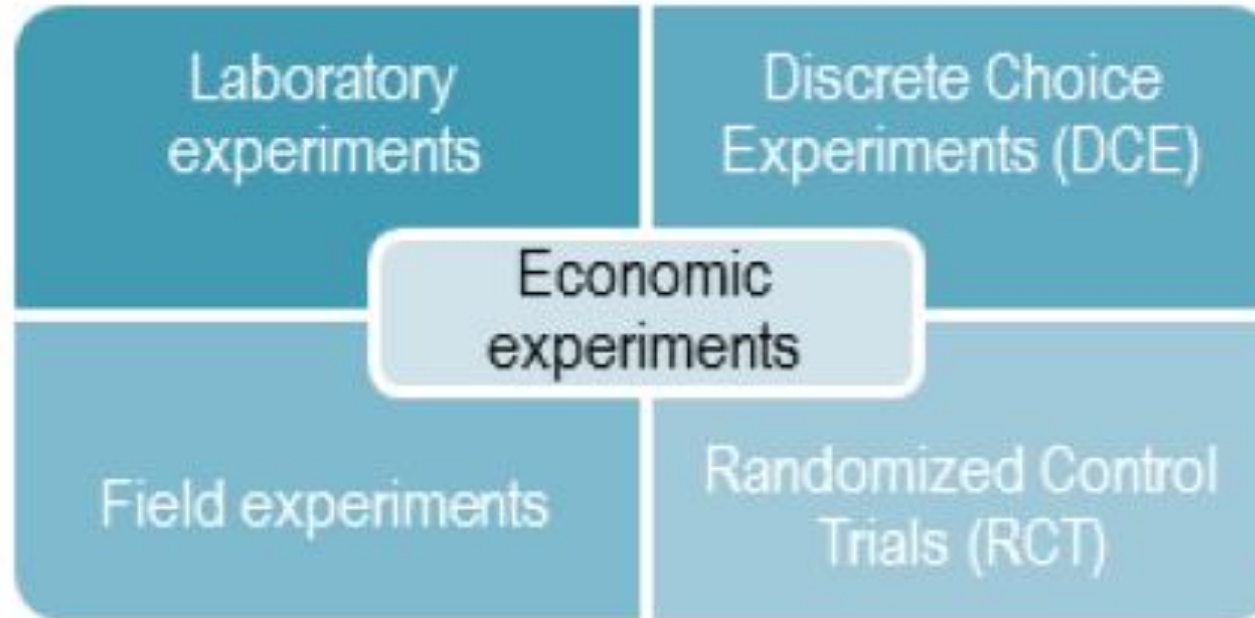 Laboratory
experiments
Discrete Choice
Experiments (DCE)
Economic
experiments
Field experiments
Randomized Control
Trials (RCT)